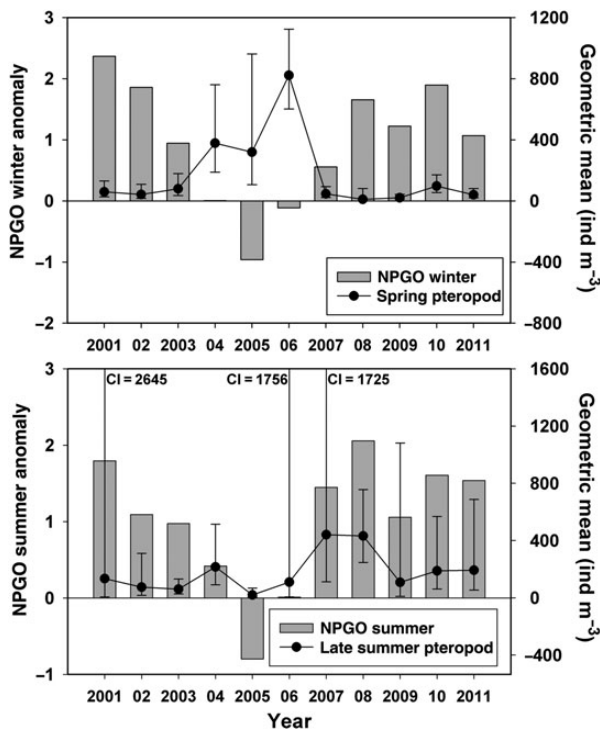 3
2
1
0
−1
−2
NPGO winter anomaly
1200
800
400
0
−400
−800
Geometric mean (ind m⁻³)
NPGO winter
Spring pteropod
2001 02 2003 04 2005 06 2007 08 2009 10 2011
CI = 2645 CI = 1756 CI = 1725
3
2
1
0
−1
NPGO summer anomaly
1600
1200
800
400
0
−400
Geometric mean (ind m⁻³)
NPGO summer
Late summer pteropod
2001 02 2003 04 2005 06 2007 08 2009 10 2011
Year